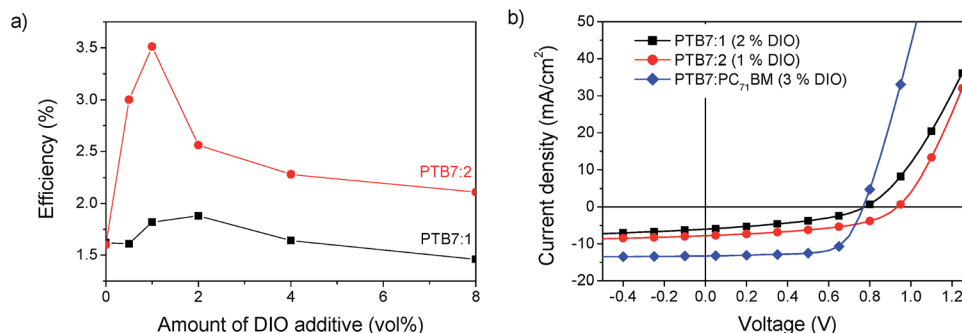 a)
Efficiency (%)
3.5
3.0
2.5
2.0
1.5
PTB7:2
PTB7:1
0
2
4
6
8
Amount of DIO additive (vol%)
b)
Current density (mA/cm²)
50
40
30
20
10
0
-10
-20
PTB7:1 (2 % DIO)
PTB7:2 (1 % DIO)
PTB7:PC₇₁BM (3 % DIO)
-0.4
-0.2
0.0
0.2
0.4
0.6
0.8
1.0
1.2
Voltage (V)